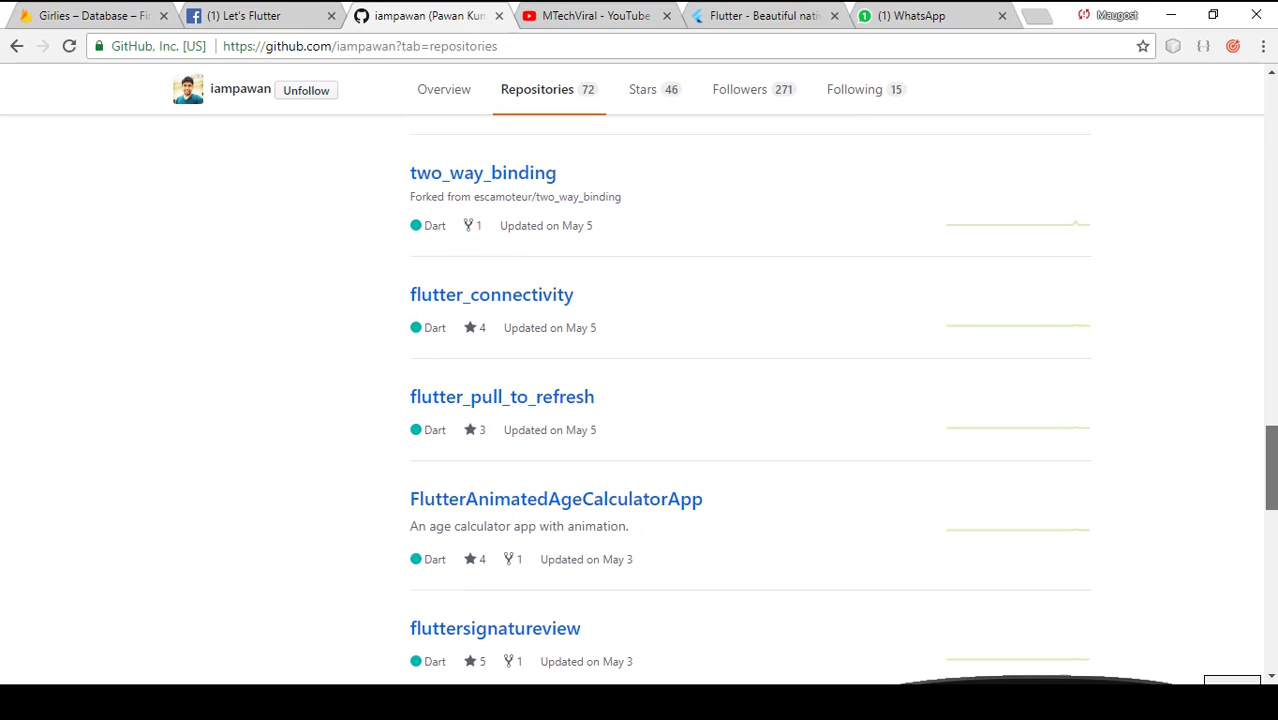 Girlies – Database – Fi
(1) Let's Flutter
iampawan (Pawan Kum
MTechViral - YouTube
Flutter - Beautiful nati
(1) WhatsApp
Maugost
GitHub, Inc. [US]
https://github.com/iampawan?tab=repositories
iampawan
Unfollow
Overview
Repositories 72
Stars 46
Followers 271
Following 15
two_way_binding
Forked from escamoteur/two_way_binding
Dart 1 Updated on May 5
flutter_connectivity
Dart 4 Updated on May 5
flutter_pull_to_refresh
Dart 3 Updated on May 5
FlutterAnimatedAgeCalculatorApp
An age calculator app with animation.
Dart 4 1 Updated on May 3
fluttersignatureview
Dart 5 1 Updated on May 3